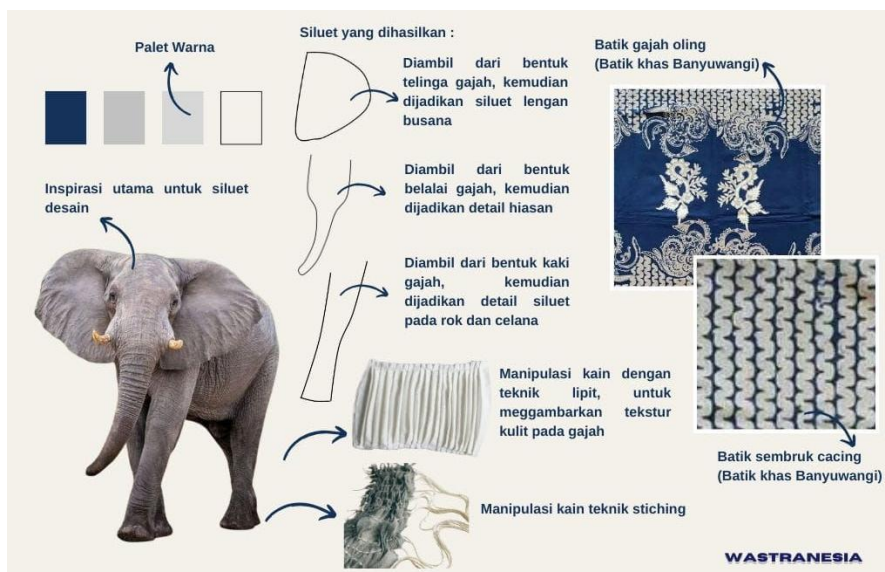 Palet Warna
Inspirasi utama untuk siluet
desain
Siluet yang dihasilkan :
Diambil dari bentuk
telinga gajah, kemudian
dijadikan siluet lengan
busana
Diambil dari bentuk
belalai gajah, kemudian
dijadikan detail hiasan
Diambil dari bentuk kaki
gajah, kemudian
dijadikan detail siluet
pada rok dan celana
Manipulasi kain dengan
teknik lipit, untuk
meggambarkan tekstur
kulit pada gajah
Manipulasi kain teknik stiching
Batik gajah oling
(Batik khas Banyuwangi)
Batik sembruk cacing
(Batik khas Banyuwangi)
WASTRANESIA